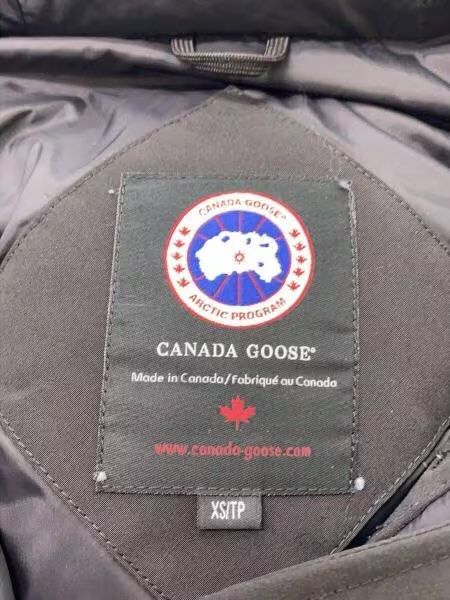 CANADA GOOSE®
ARCTIC PROGRAM
CANADA GOOSE®
Made in Canada/Fabriqué au Canada
www.canada-goose.com
XS/TP